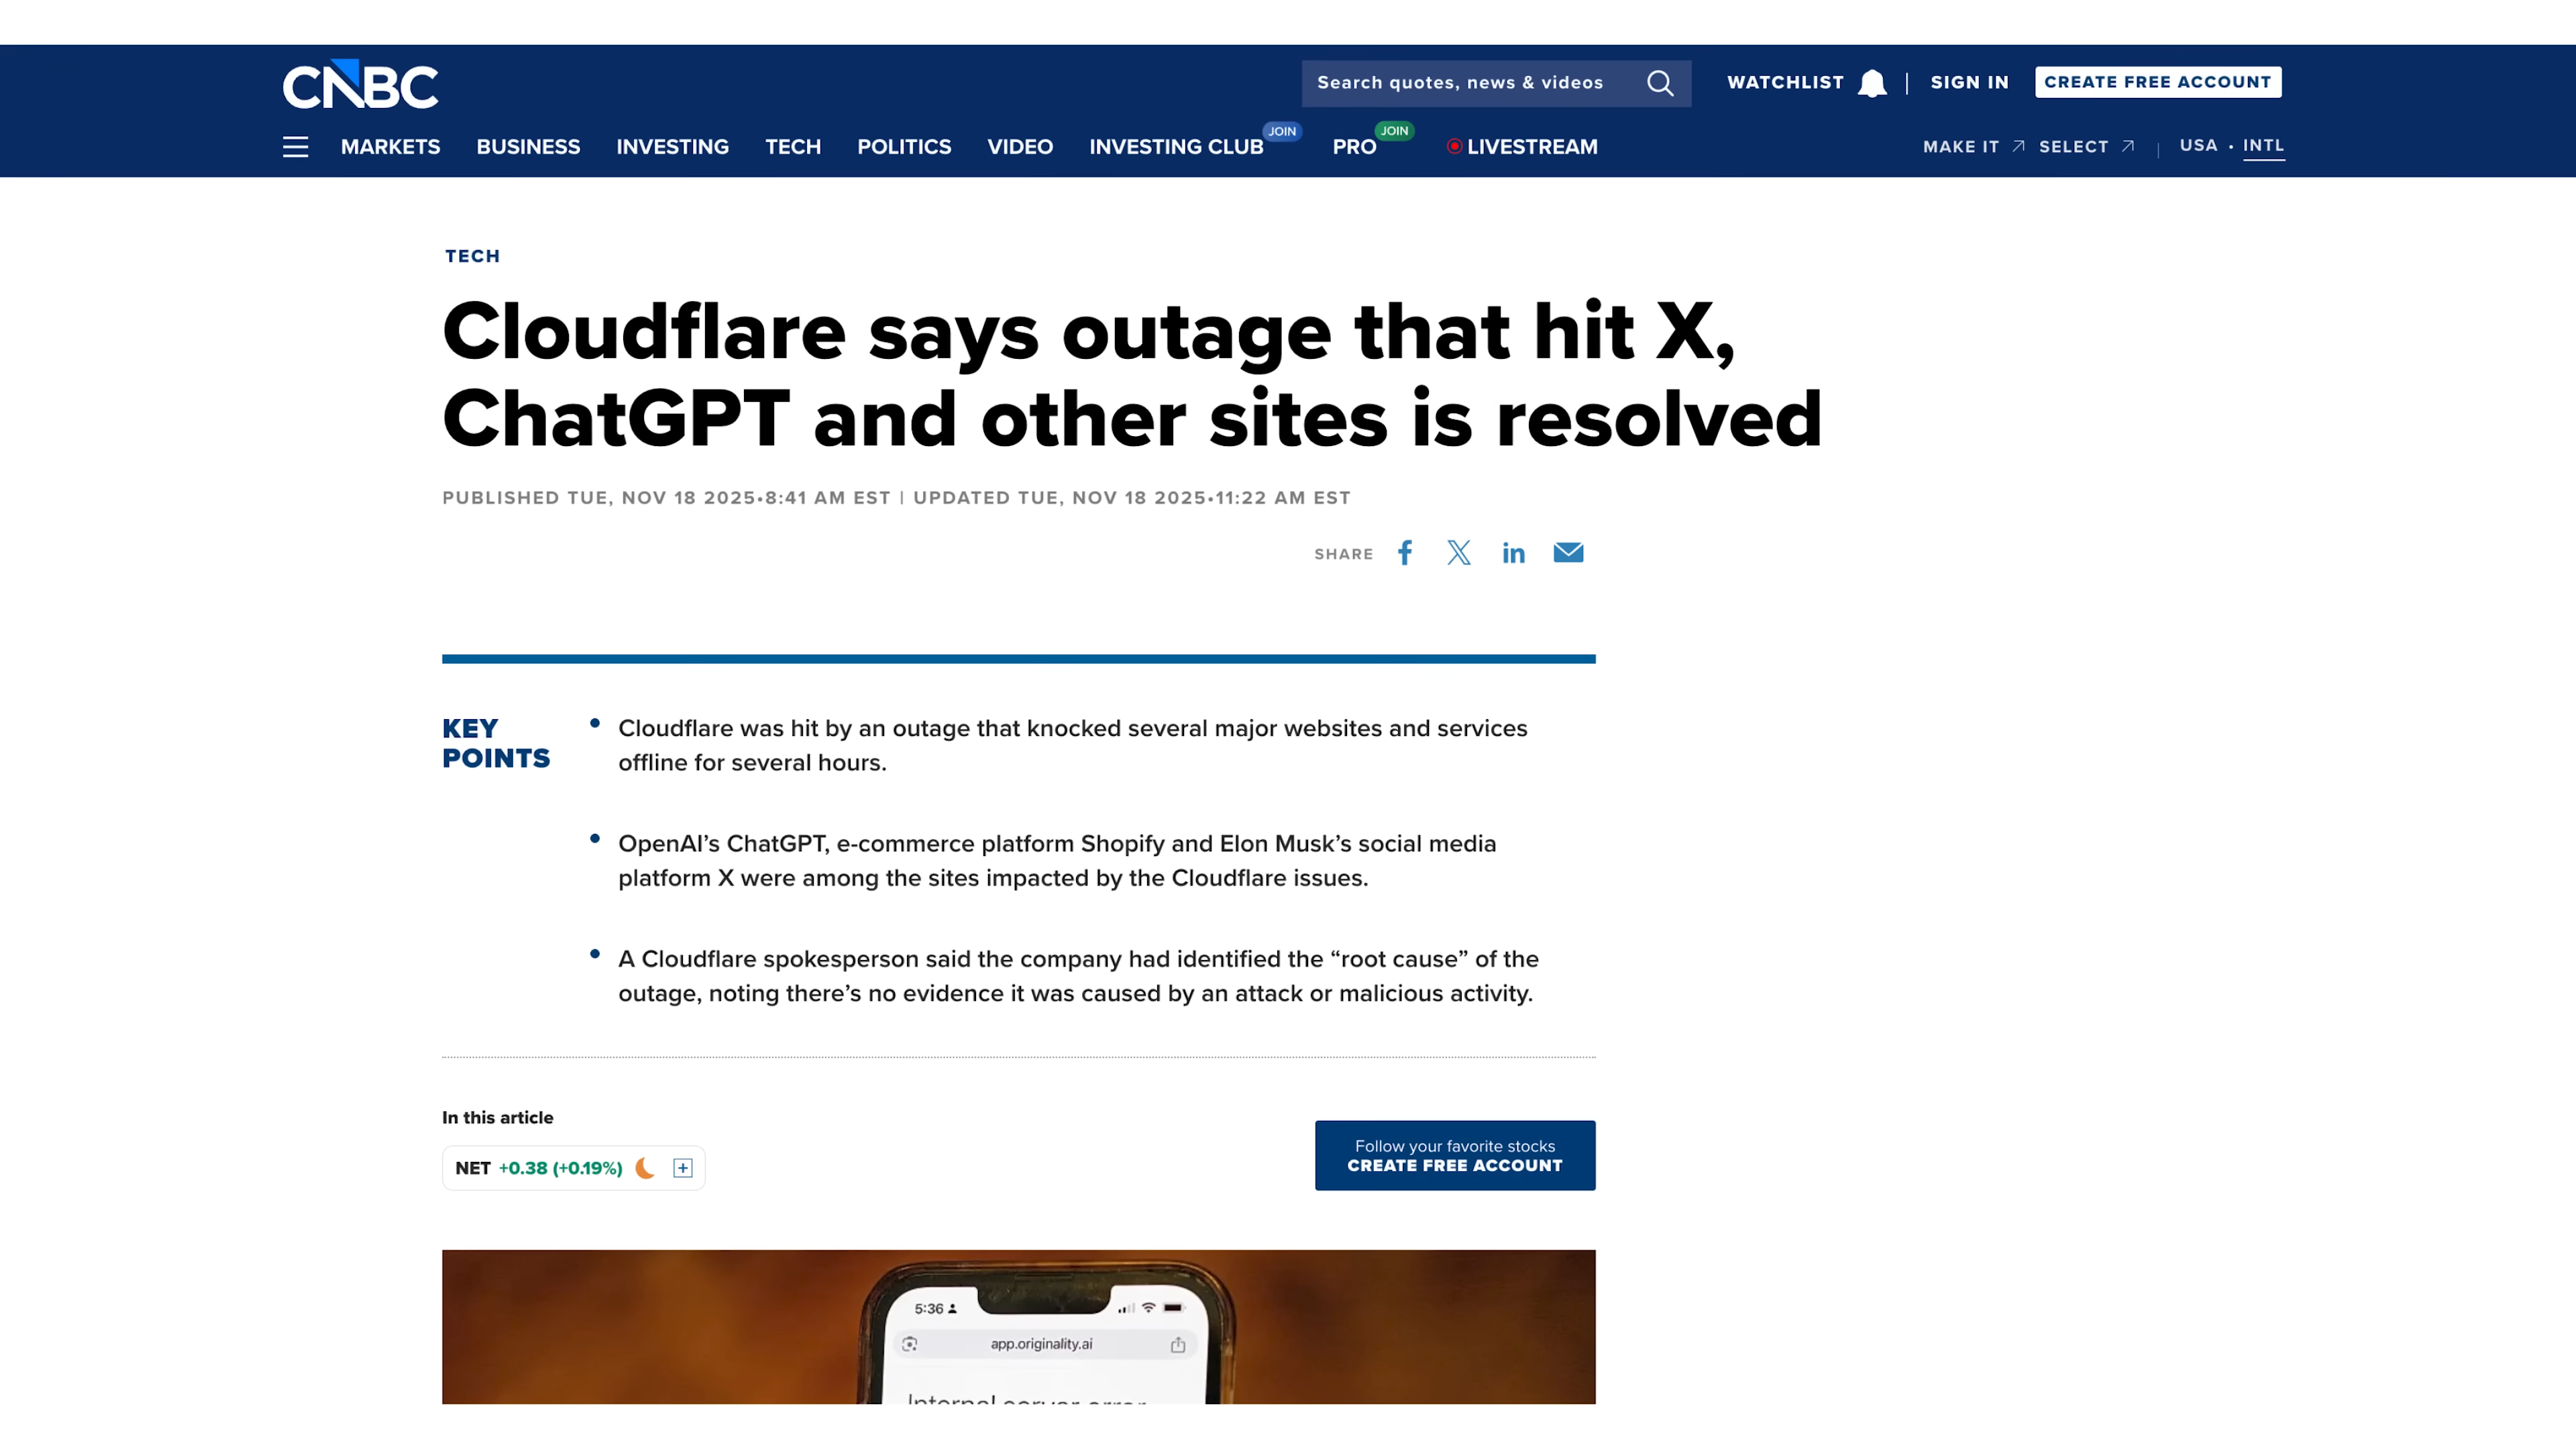 CNBC
Search quotes, news & videos
WATCHLIST
SIGN IN
CREATE FREE ACCOUNT
MARKETS BUSINESS INVESTING TECH POLITICS VIDEO INVESTING CLUB JOIN PRO JOIN LIVESTREAM
MAKE IT SELECT USA • INTL
TECH
Cloudflare says outage that hit X,
ChatGPT and other sites is resolved
PUBLISHED TUE, NOV 18 2025•8:41 AM EST | UPDATED TUE, NOV 18 2025•11:22 AM EST
SHARE
KEY
POINTS
• Cloudflare was hit by an outage that knocked several major websites and services
offline for several hours.
• OpenAI’s ChatGPT, e-commerce platform Shopify and Elon Musk’s social media
platform X were among the sites impacted by the Cloudflare issues.
• A Cloudflare spokesperson said the company had identified the “root cause” of the
outage, noting there’s no evidence it was caused by an attack or malicious activity.
In this article
NET +0.38 (+0.19%)
Follow your favorite stocks
CREATE FREE ACCOUNT
5:36
app.originality.ai
Internal server error